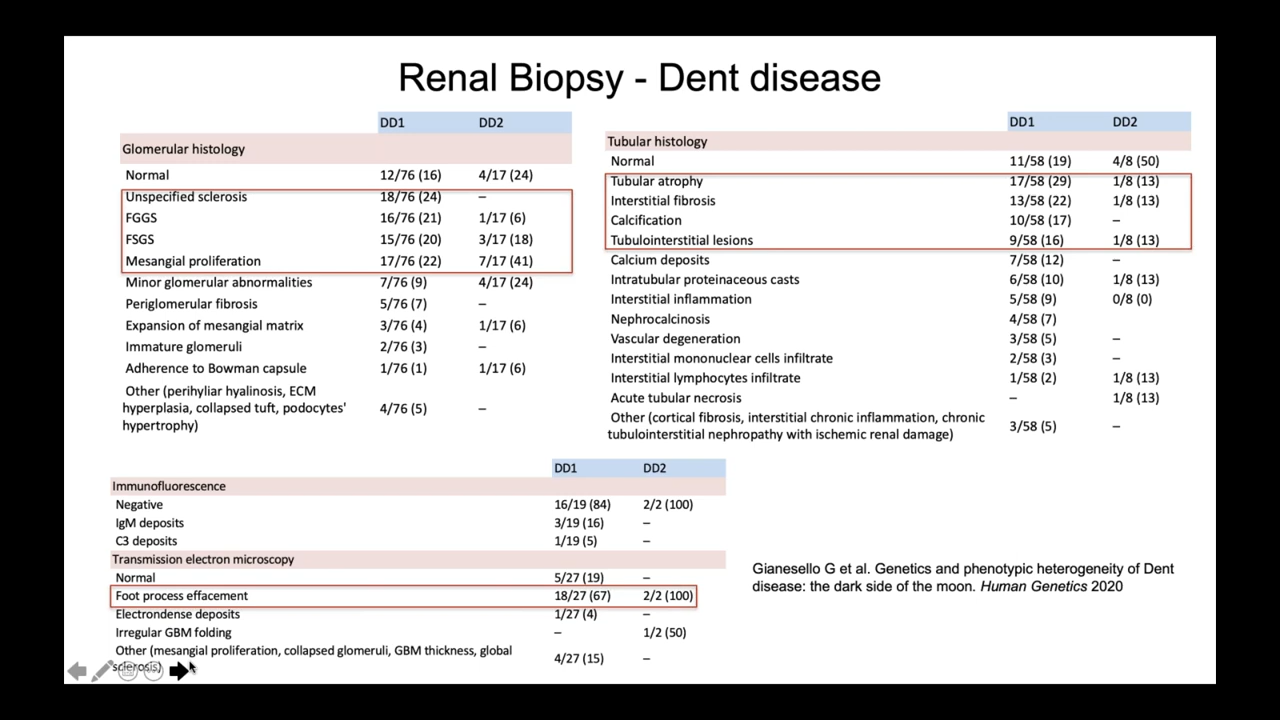 Renal Biopsy - Dent disease
DD1 DD2
Glomerular histology
Normal 12/76 (16) 4/17 (24)
Unspecified sclerosis 18/76 (24) –
FGGS 16/76 (21) 1/17 (6)
FSGS 15/76 (20) 3/17 (18)
Mesangial proliferation 17/76 (22) 7/17 (41)
Minor glomerular abnormalities 7/76 (9) 4/17 (24)
Periglomerular fibrosis 5/76 (7) –
Expansion of mesangial matrix 3/76 (4) 1/17 (6)
Immature glomeruli 2/76 (3) –
Adherence to Bowman capsule 1/76 (1) 1/17 (6)
Other (perihyliar hyalinosis, ECM
hyperplasia, collapsed tuft, podocytes'
hypertrophy) 4/76 (5) –
DD1 DD2
Tubular histology
Normal 11/58 (19) 4/8 (50)
Tubular atrophy 17/58 (29) 1/8 (13)
Interstitial fibrosis 13/58 (22) 1/8 (13)
Calcification 10/58 (17) –
Tubulointerstitial lesions 9/58 (16) 1/8 (13)
Calcium deposits 7/58 (12) –
Intratubular proteinaceous casts 6/58 (10) 1/8 (13)
Interstitial inflammation 5/58 (9) 0/8 (0)
Nephrocalcinosis 4/58 (7)
Vascular degeneration 3/58 (5) –
Interstitial mononuclear cells infiltrate 2/58 (3) –
Interstitial lymphocytes infiltrate 1/58 (2) 1/8 (13)
Acute tubular necrosis – 1/8 (13)
Other (cortical fibrosis, interstitial chronic inflammation, chronic
tubulointerstitial nephropathy with ischemic renal damage) 3/58 (5) –
DD1 DD2
Immunofluorescence
Negative 16/19 (84) 2/2 (100)
IgM deposits 3/19 (16) –
C3 deposits 1/19 (5) –
Transmission electron microscopy
Normal 5/27 (19) –
Foot process effacement 18/27 (67) 2/2 (100)
Electrondense deposits 1/27 (4) –
Irregular GBM folding – 1/2 (50)
Other (mesangial proliferation, collapsed glomeruli, GBM thickness, global
sclerosis) 4/27 (15) –
Gianesello G et al. Genetics and phenotypic heterogeneity of Dent
disease: the dark side of the moon. Human Genetics 2020